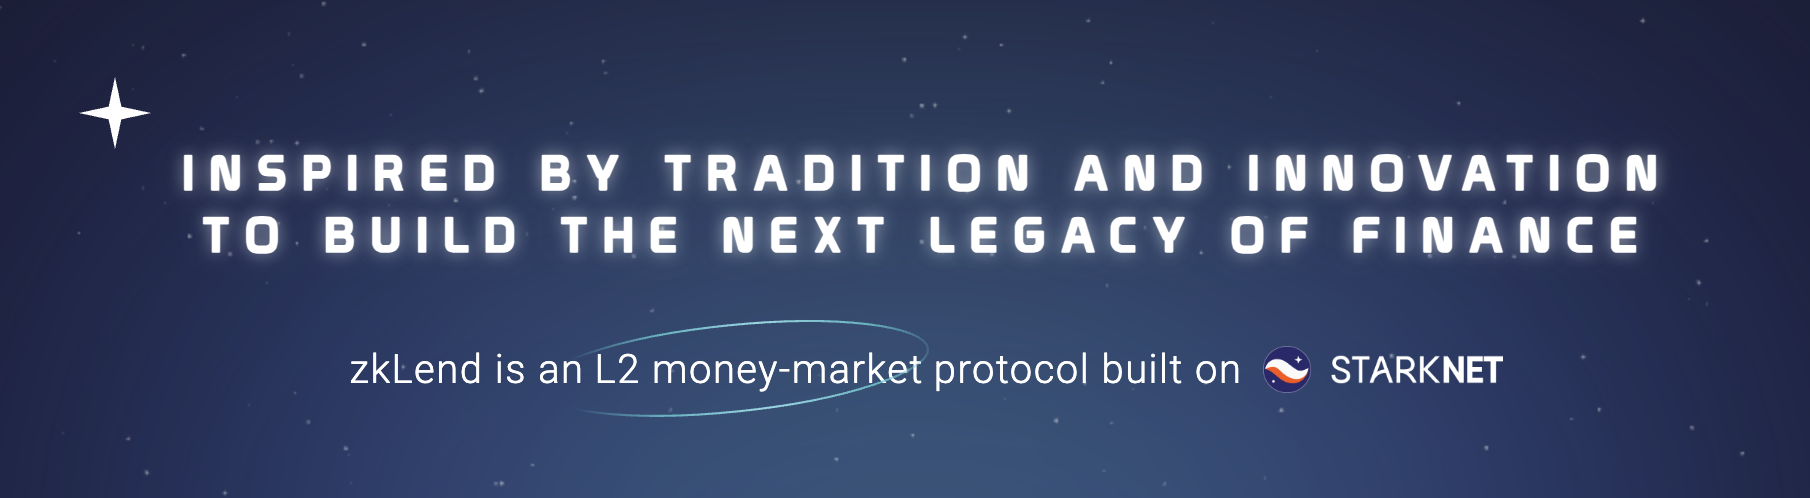 INSPIRED BY TRADITION AND INNOVATION
TO BUILD THE NEXT LEGACY OF FINANCE
zkLend is an L2 money-market protocol built on STARKNET